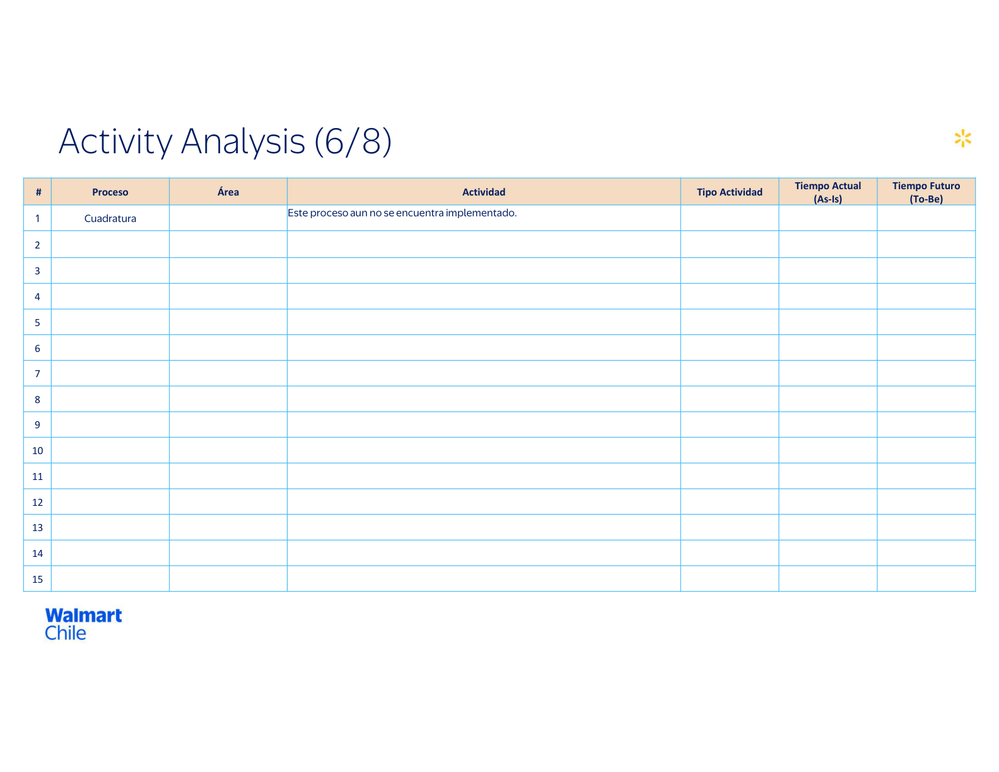 Activity Analysis (6/8)
# Proceso Área Actividad Tipo Actividad Tiempo Actual (As-Is) Tiempo Futuro (To-Be)
1 Cuadratura Este proceso aun no se encuentra implementado.
2
3
4
5
6
7
8
9
10
11
12
13
14
15
Walmart
Chile